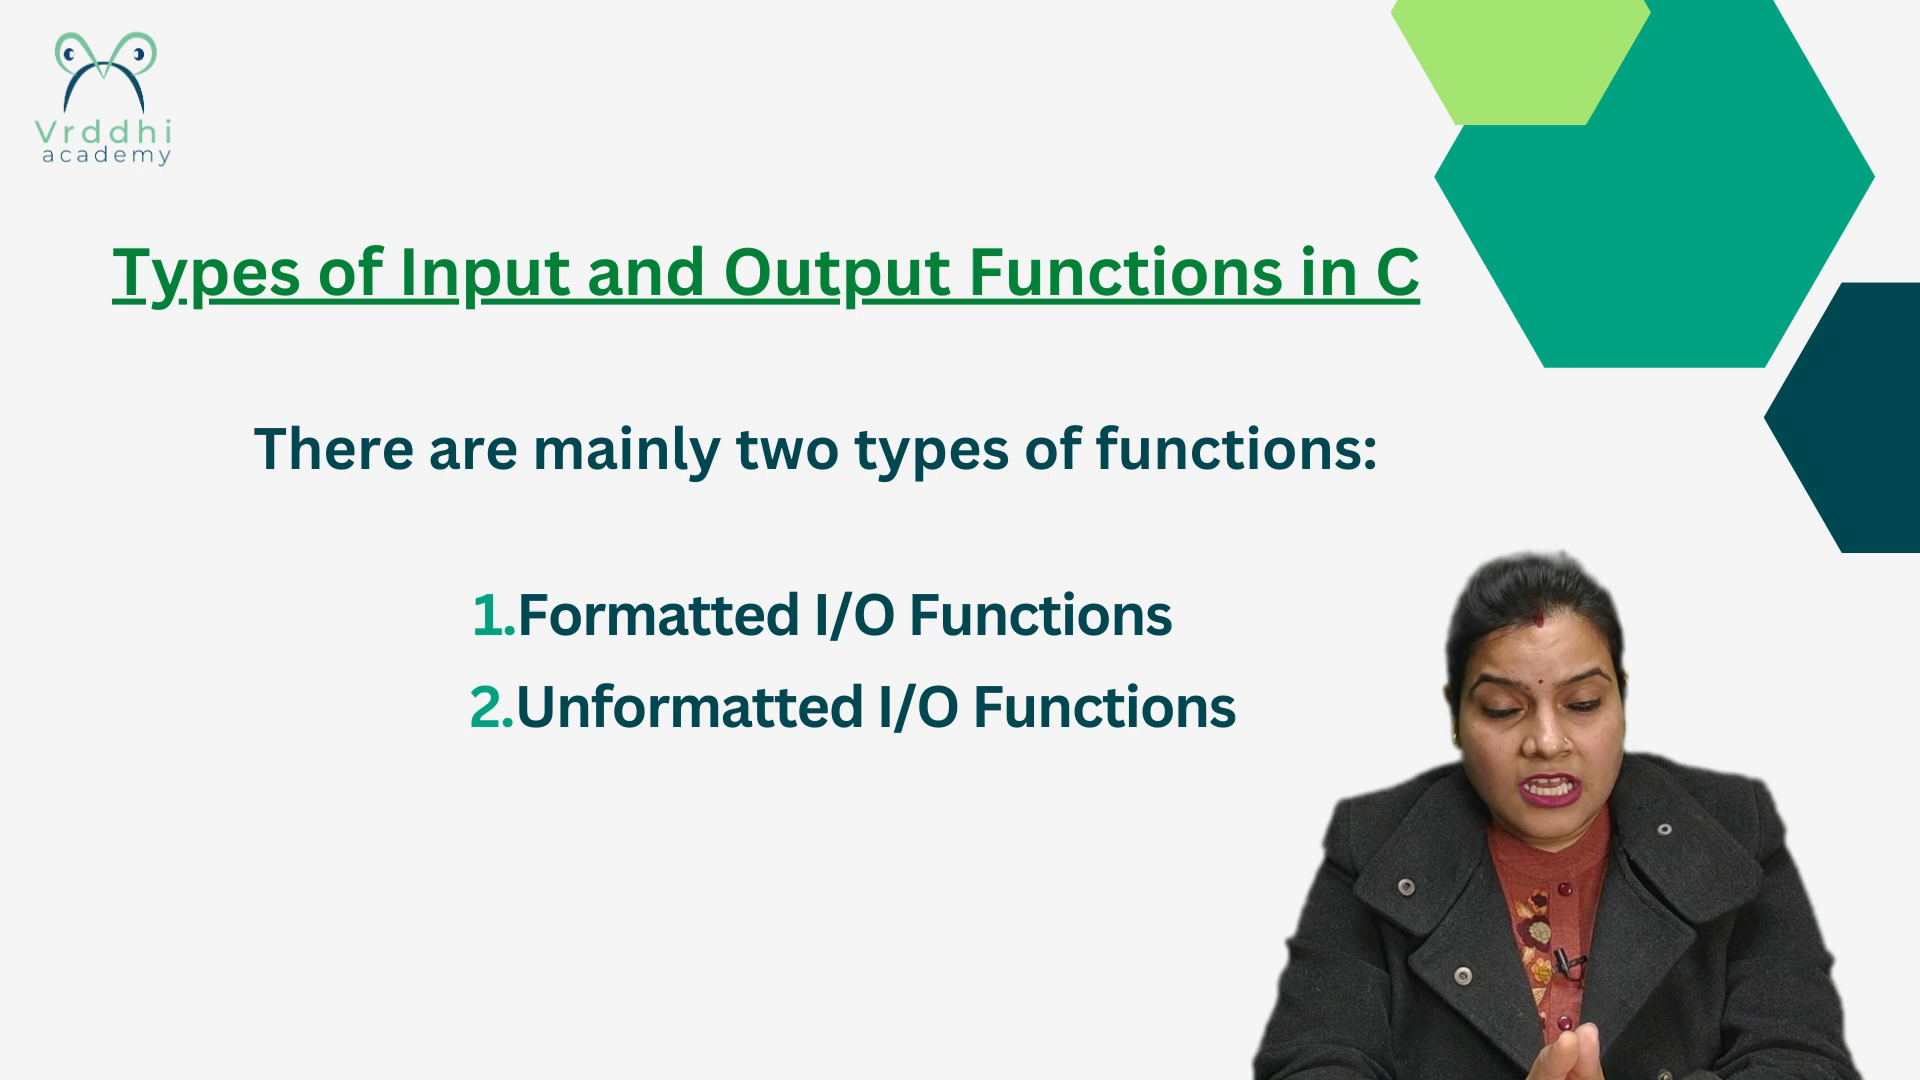 Vrddhi
academy
Types of Input and Output Functions in C
There are mainly two types of functions:
1.Formatted I/O Functions
2.Unformatted I/O Functions